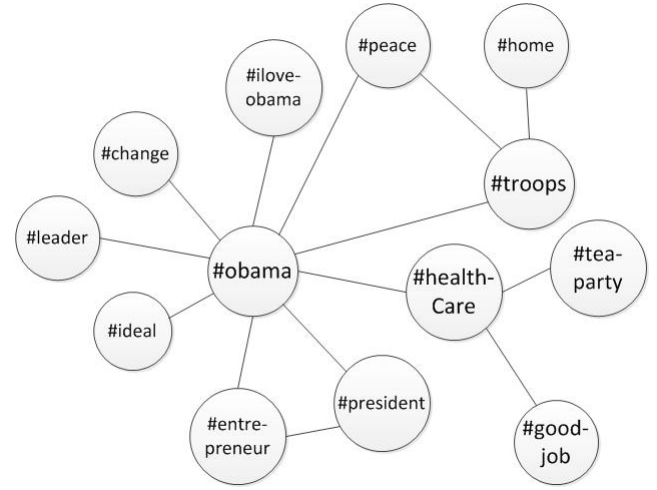 #peace
#home
#ilove-
obama
#change
#troops
#leader
#obama
#health-
Care
#tea-
party
#ideal
#president
#entre-
preneur
#good-
job